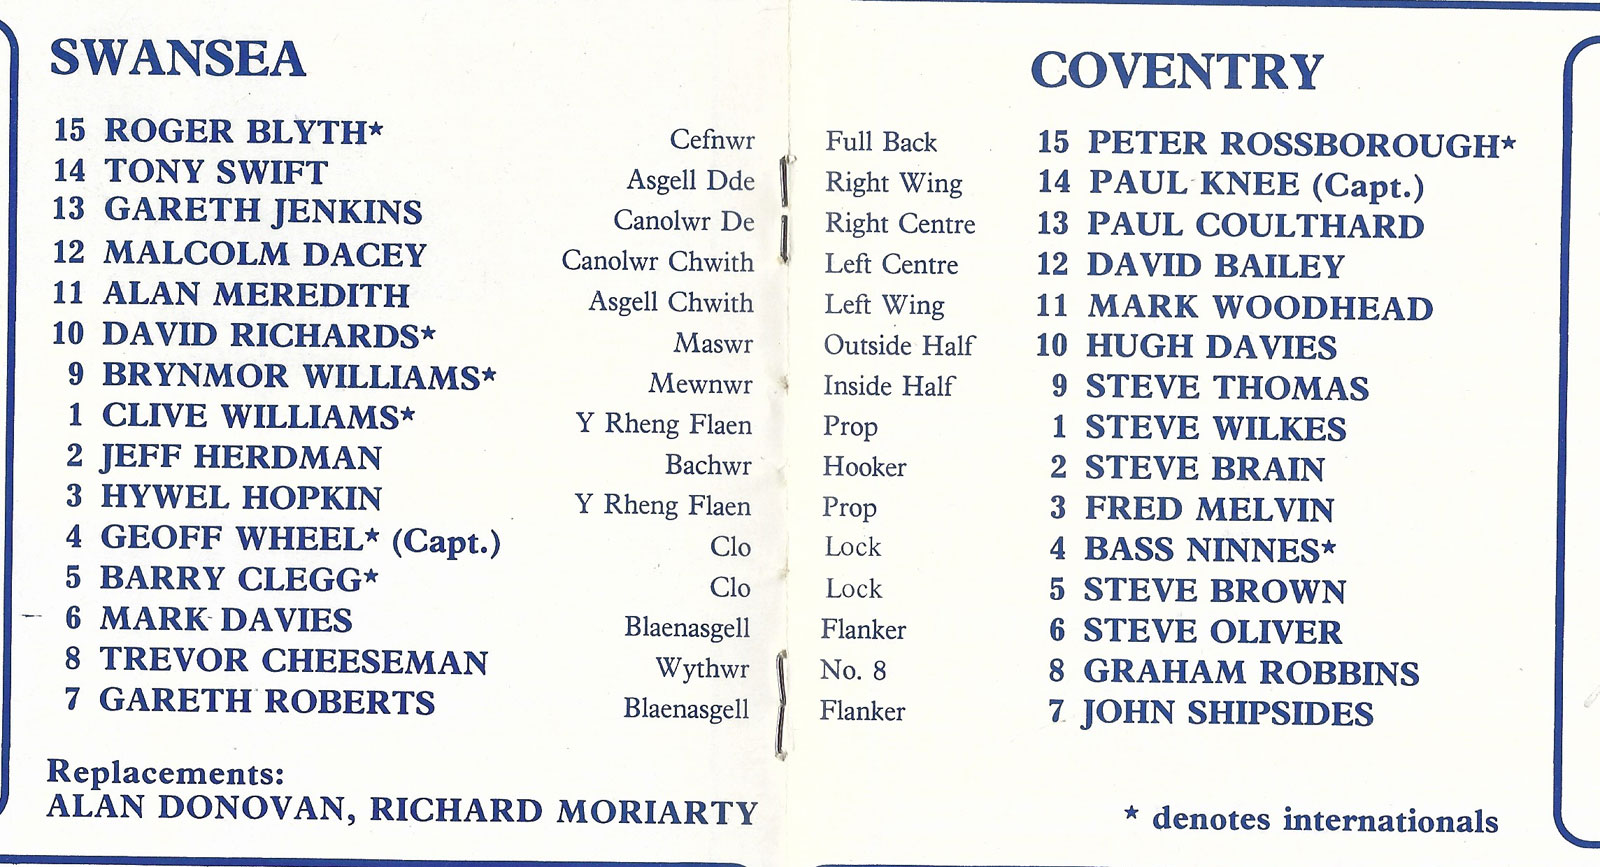 SWANSEA
15 ROGER BLYTH* Cefnwr
14 TONY SWIFT Asgell Dde
13 GARETH JENKINS Canolwr De
12 MALCOLM DACEY Canolwr Chwith
11 ALAN MEREDITH Asgell Chwith
10 DAVID RICHARDS* Maswr
9 BRYNMOR WILLIAMS* Mewnwr
1 CLIVE WILLIAMS* Y Rheng Flaen
2 JEFF HERDMAN Bachwr
3 HYWEL HOPKIN Y Rheng Flaen
4 GEOFF WHEEL* (Capt.) Clo
5 BARRY CLEGG* Clo
6 MARK DAVIES Blaenasgell
8 TREVOR CHEESEMAN Wythwr
7 GARETH ROBERTS Blaenasgell
Replacements:
ALAN DONOVAN, RICHARD MORIARTY
COVENTRY
Full Back 15 PETER ROSSBOROUGH*
Right Wing 14 PAUL KNEE (Capt.)
Right Centre 13 PAUL COULTHARD
Left Centre 12 DAVID BAILEY
Left Wing 11 MARK WOODHEAD
Outside Half 10 HUGH DAVIES
Inside Half 9 STEVE THOMAS
Prop 1 STEVE WILKES
Hooker 2 STEVE BRAIN
Prop 3 FRED MELVIN
Lock 4 BASS NINNES*
Lock 5 STEVE BROWN
Flanker 6 STEVE OLIVER
No. 8 8 GRAHAM ROBBINS
Flanker 7 JOHN SHIPSIDES
* denotes internationals